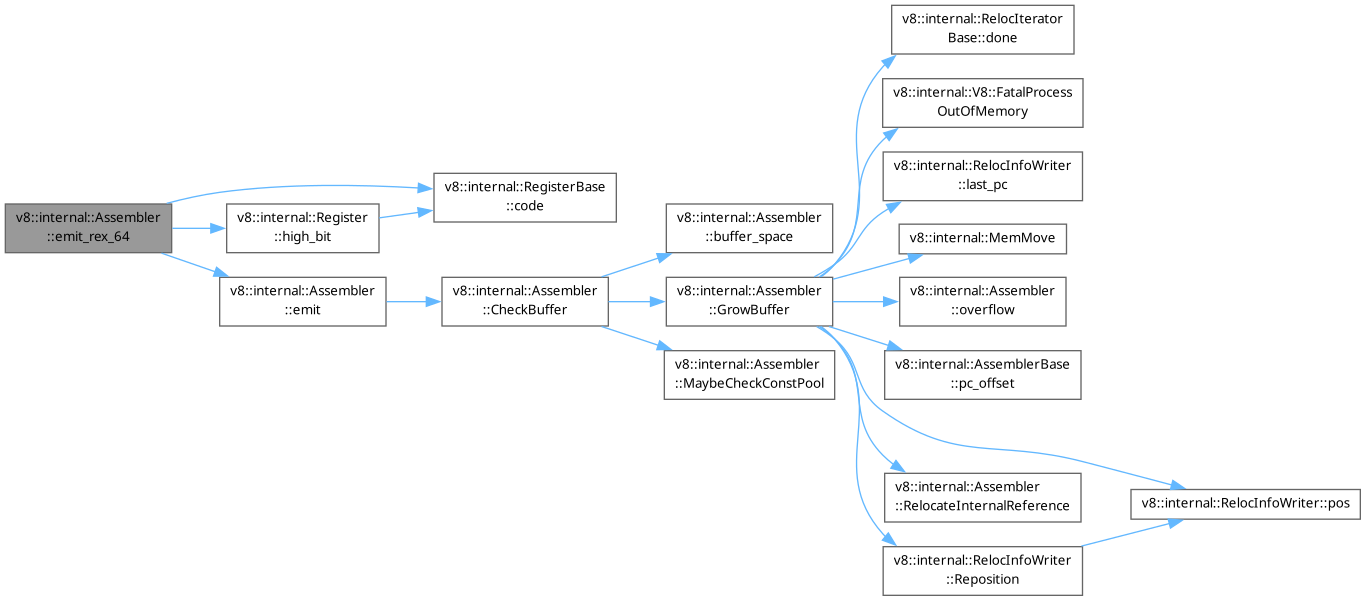 v8::internal::Assembler
::emit_rex_64
v8::internal::RegisterBase
::code
v8::internal::Register
::high_bit
v8::internal::Assembler
::emit
v8::internal::Assembler
::CheckBuffer
v8::internal::Assembler
::buffer_space
v8::internal::Assembler
::GrowBuffer
v8::internal::Assembler
::MaybeCheckConstPool
v8::internal::RelocIterator
Base::done
v8::internal::V8::FatalProcess
OutOfMemory
v8::internal::RelocInfoWriter
::last_pc
v8::internal::MemMove
v8::internal::Assembler
::overflow
v8::internal::AssemblerBase
::pc_offset
v8::internal::Assembler
::RelocateInternalReference
v8::internal::RelocInfoWriter
::Reposition
v8::internal::RelocInfoWriter::pos